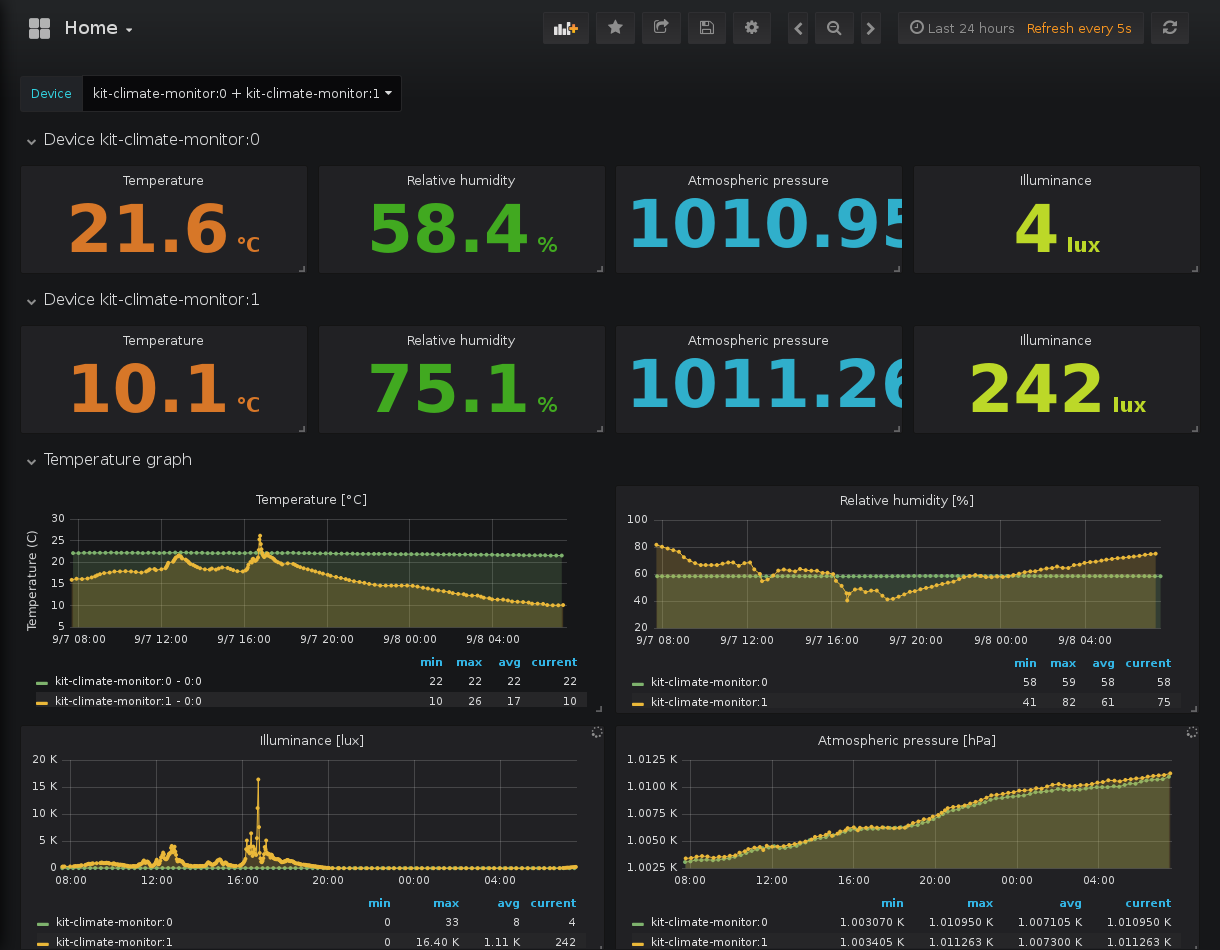 Home
Last 24 hours Refresh every 5s
Device kit-climate-monitor:0 + kit-climate-monitor:1
Device kit-climate-monitor:0
Temperature Relative humidity Atmospheric pressure Illuminance
21.6 °C 58.4 % 1010.95 4 lux
Device kit-climate-monitor:1
Temperature Relative humidity Atmospheric pressure Illuminance
10.1 °C 75.1 % 1011.26 242 lux
Temperature graph
Temperature [°C]
Temperature (C)
30
25
20
15
10
5
9/7 08:00 9/7 12:00 9/7 16:00 9/7 20:00 9/8 00:00 9/8 04:00
min max avg current
kit-climate-monitor:0 - 0:0 22 22 22 22
kit-climate-monitor:1 - 0:0 10 26 17 10
Relative humidity [%]
100
80
60
40
20
9/7 08:00 9/7 12:00 9/7 16:00 9/7 20:00 9/8 00:00 9/8 04:00
min max avg current
kit-climate-monitor:0 58 59 58 58
kit-climate-monitor:1 41 82 61 75
Illuminance [lux]
20 K
15 K
10 K
5 K
0
08:00 12:00 16:00 20:00 00:00 04:00
min max avg current
kit-climate-monitor:0 0 33 8 4
kit-climate-monitor:1 0 16.40 K 1.11 K 242
Atmospheric pressure [hPa]
1.0125 K
1.0100 K
1.0075 K
1.0050 K
1.0025 K
08:00 12:00 16:00 20:00 00:00 04:00
min max avg current
kit-climate-monitor:0 1.003070 K 1.010950 K 1.007105 K 1.010950 K
kit-climate-monitor:1 1.003405 K 1.011263 K 1.007300 K 1.011263 K